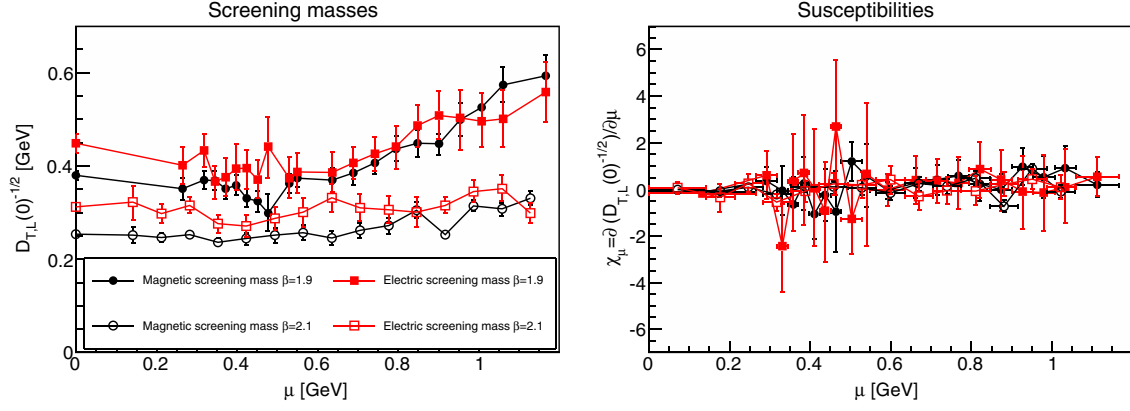 Screening masses
D_{T,L}(0)^{-1/2} [GeV]
0.6
0.4
0.2
0
Magnetic screening mass β=1.9
Electric screening mass β=1.9
Magnetic screening mass β=2.1
Electric screening mass β=2.1
0 0.2 0.4 0.6 0.8 1
μ [GeV]
Susceptibilities
χ_μ = ∂ (D_{T,L}(0)^{-1/2})/∂μ
6
4
2
0
-2
-4
-6
0 0.2 0.4 0.6 0.8 1
μ [GeV]